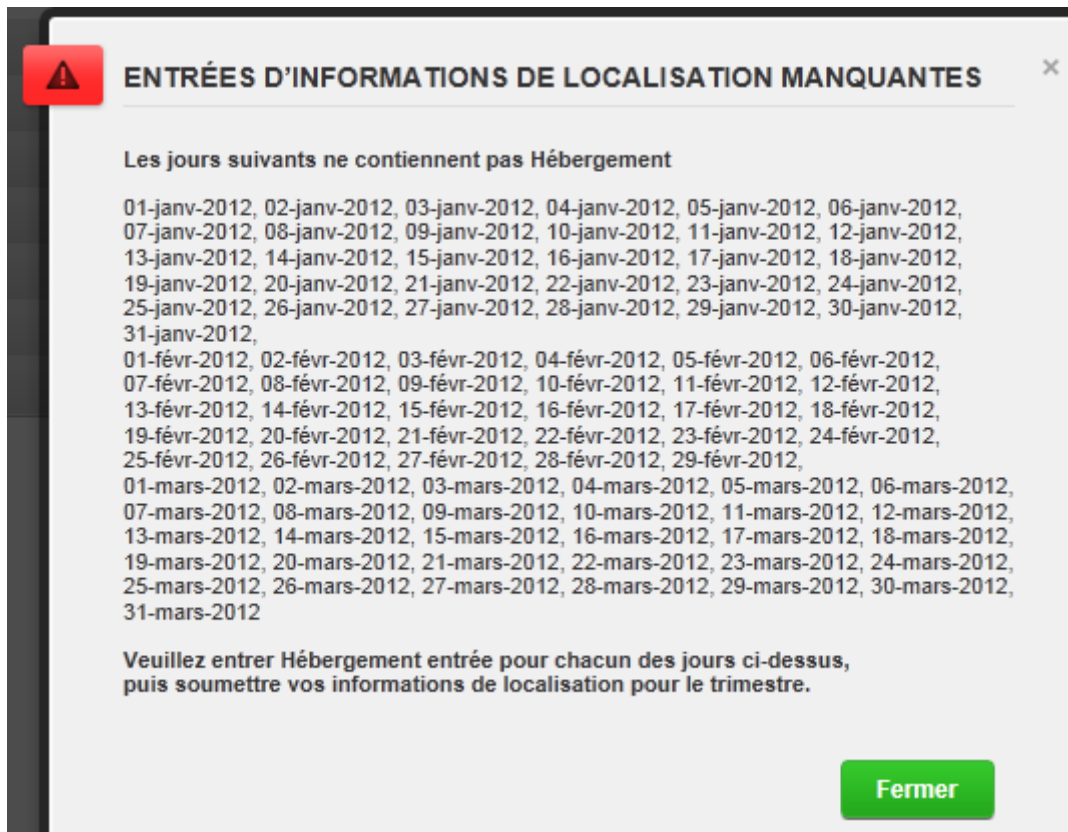 ENTRÉES D'INFORMATIONS DE LOCALISATION MANQUANTES
Les jours suivants ne contiennent pas Hébergement
01-janv-2012, 02-janv-2012, 03-janv-2012, 04-janv-2012, 05-janv-2012, 06-janv-2012,
07-janv-2012, 08-janv-2012, 09-janv-2012, 10-janv-2012, 11-janv-2012, 12-janv-2012,
13-janv-2012, 14-janv-2012, 15-janv-2012, 16-janv-2012, 17-janv-2012, 18-janv-2012,
19-janv-2012, 20-janv-2012, 21-janv-2012, 22-janv-2012, 23-janv-2012, 24-janv-2012,
25-janv-2012, 26-janv-2012, 27-janv-2012, 28-janv-2012, 29-janv-2012, 30-janv-2012,
31-janv-2012,
01-févr-2012, 02-févr-2012, 03-févr-2012, 04-févr-2012, 05-févr-2012, 06-févr-2012,
07-févr-2012, 08-févr-2012, 09-févr-2012, 10-févr-2012, 11-févr-2012, 12-févr-2012,
13-févr-2012, 14-févr-2012, 15-févr-2012, 16-févr-2012, 17-févr-2012, 18-févr-2012,
19-févr-2012, 20-févr-2012, 21-févr-2012, 22-févr-2012, 23-févr-2012, 24-févr-2012,
25-févr-2012, 26-févr-2012, 27-févr-2012, 28-févr-2012, 29-févr-2012,
01-mars-2012, 02-mars-2012, 03-mars-2012, 04-mars-2012, 05-mars-2012, 06-mars-2012,
07-mars-2012, 08-mars-2012, 09-mars-2012, 10-mars-2012, 11-mars-2012, 12-mars-2012,
13-mars-2012, 14-mars-2012, 15-mars-2012, 16-mars-2012, 17-mars-2012, 18-mars-2012,
19-mars-2012, 20-mars-2012, 21-mars-2012, 22-mars-2012, 23-mars-2012, 24-mars-2012,
25-mars-2012, 26-mars-2012, 27-mars-2012, 28-mars-2012, 29-mars-2012, 30-mars-2012,
31-mars-2012
Veuillez entrer Hébergement entrée pour chacun des jours ci-dessus,
puis soumettre vos informations de localisation pour le trimestre.
Fermer